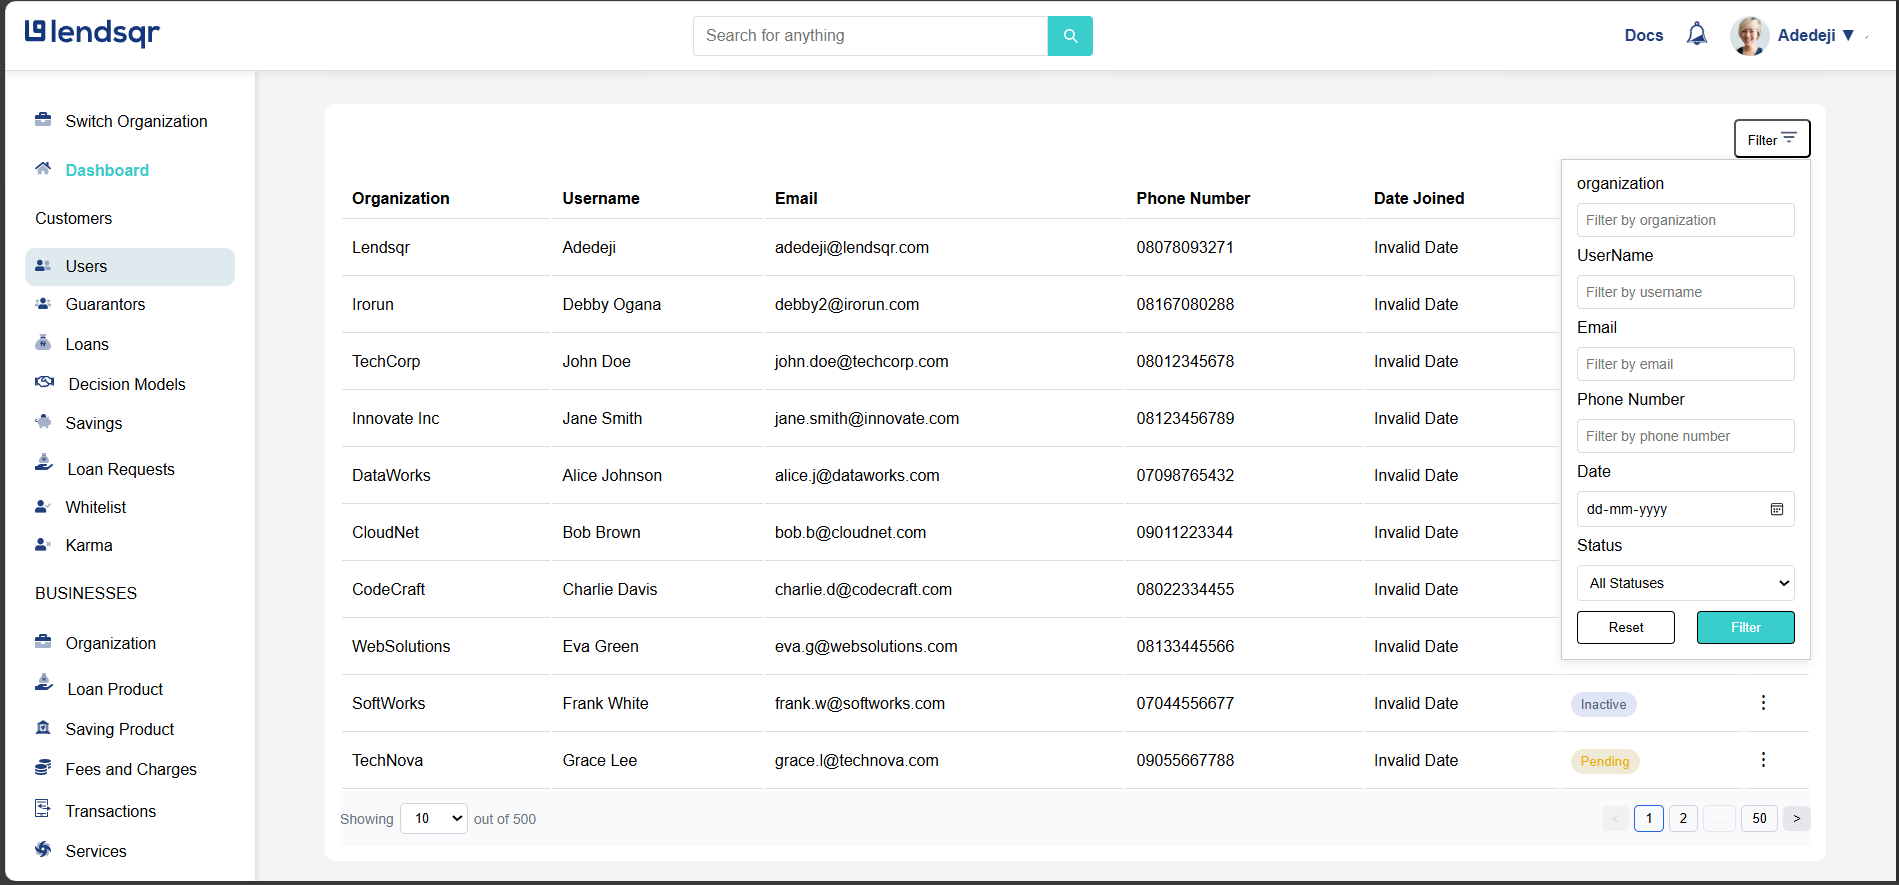 lendsqr
Search for anything
Docs
Adedeji ▼
Switch Organization
Dashboard
Customers
Users
Guarantors
Loans
Decision Models
Savings
Loan Requests
Whitelist
Karma
BUSINESSES
Organization
Loan Product
Saving Product
Fees and Charges
Transactions
Services
Filter
Organization Username Email Phone Number Date Joined
Lendsqr Adedeji adedeji@lendsqr.com 08078093271 Invalid Date
Irorun Debby Ogana debby2@irorun.com 08167080288 Invalid Date
TechCorp John Doe john.doe@techcorp.com 08012345678 Invalid Date
Innovate Inc Jane Smith jane.smith@innovate.com 08123456789 Invalid Date
DataWorks Alice Johnson alice.j@dataworks.com 07098765432 Invalid Date
CloudNet Bob Brown bob.b@cloudnet.com 09011223344 Invalid Date
CodeCraft Charlie Davis charlie.d@codecraft.com 08022334455 Invalid Date
WebSolutions Eva Green eva.g@websolutions.com 08133445566 Invalid Date
SoftWorks Frank White frank.w@softworks.com 07044556677 Invalid Date Inactive
TechNova Grace Lee grace.l@technova.com 09055667788 Invalid Date Pending
organization
Filter by organization
UserName
Filter by username
Email
Filter by email
Phone Number
Filter by phone number
Date
dd-mm-yyyy
Status
All Statuses
Reset Filter
Showing 10 out of 500
< 1 2 ... 50 >